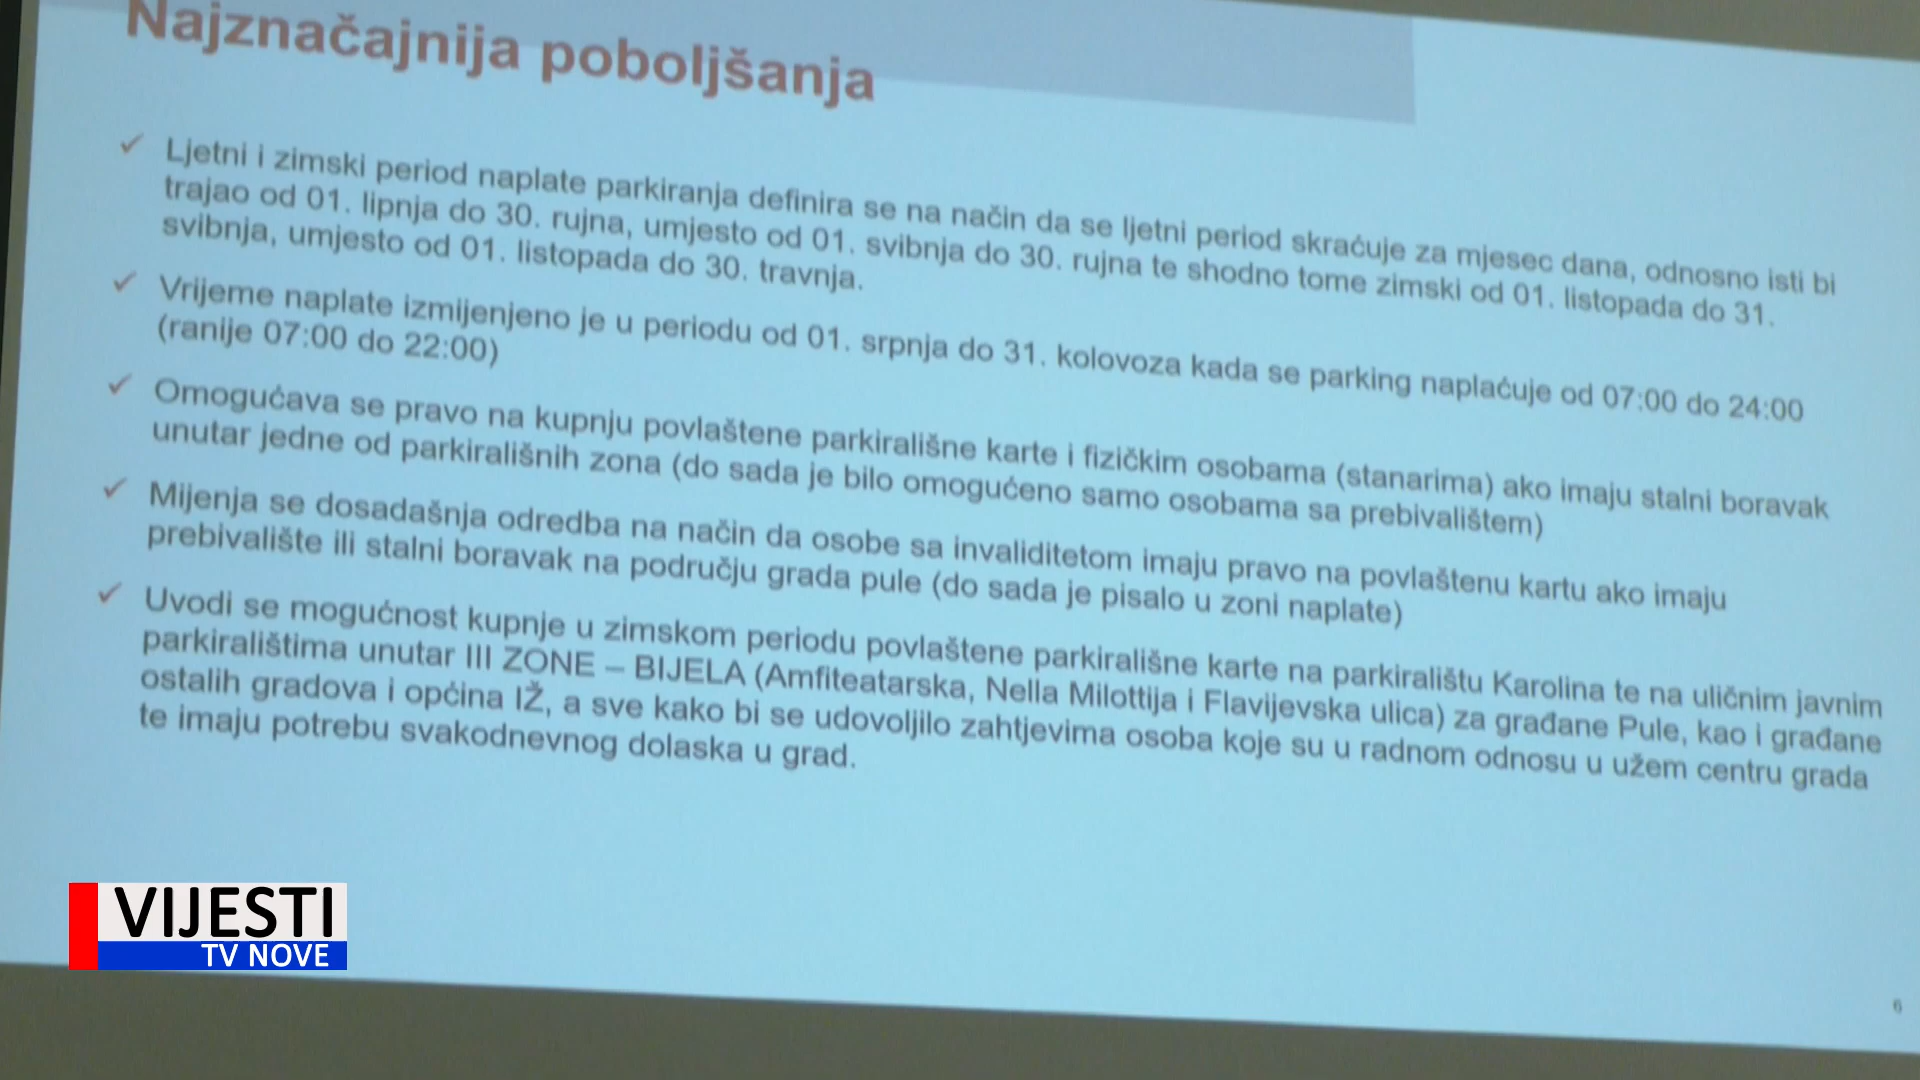 Najznačajnija poboljšanja
✓ Ljetni i zimski period naplate parkiranja definira se na način da se ljetni period skraćuje za mjesec dana, odnosno isti bi
trajao od 01. lipnja do 30. rujna, umjesto od 01. svibnja do 30. rujna te shodno tome zimski od 01. listopada do 31.
svibnja, umjesto od 01. listopada do 30. travnja.
✓ Vrijeme naplate izmijenjeno je u periodu od 01. srpnja do 31. kolovoza kada se parking naplaćuje od 07:00 do 24:00
(ranije 07:00 do 22:00)
✓ Omogućava se pravo na kupnju povlaštene parkirališne karte i fizičkim osobama (stanarima) ako imaju stalni boravak
unutar jedne od parkirališnih zona (do sada je bilo omogućeno samo osobama sa prebivalištem)
✓ Mijenja se dosadašnja odredba na način da osobe sa invaliditetom imaju pravo na povlaštenu kartu ako imaju
prebivalište ili stalni boravak na području grada pule (do sada je pisalo u zoni naplate)
✓ Uvodi se mogućnost kupnje u zimskom periodu povlaštene parkirališne karte na parkiralištu Karolina te na uličnim javnim
parkiralištima unutar III ZONE – BIJELA (Amfiteatarska, Nella Milottija i Flavijevska ulica) za građane Pule, kao i građane
ostalih gradova i općina IŽ, a sve kako bi se udovoljilo zahtjevima osoba koje su u radnom odnosu u užem centru grada
te imaju potrebu svakodnevnog dolaska u grad.
VIJESTI
TV NOVE
6